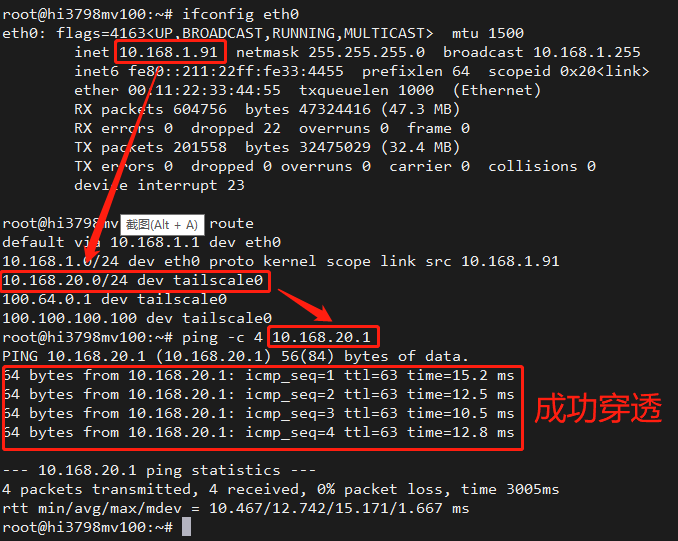 root@hi3798mv100:~# ifconfig eth0
eth0: flags=4163<UP,BROADCAST,RUNNING,MULTICAST>  mtu 1500
        inet 10.168.1.91  netmask 255.255.255.0  broadcast 10.168.1.255
        inet6 fe80::211:22ff:fe33:4455  prefixlen 64  scopeid 0x20<link>
        ether 00:11:22:33:44:55  txqueuelen 1000  (Ethernet)
        RX packets 604756  bytes 47324416 (47.3 MB)
        RX errors 0  dropped 22  overruns 0  frame 0
        TX packets 201558  bytes 32475029 (32.4 MB)
        TX errors 0  dropped 0 overruns 0  carrier 0  collisions 0
        device interrupt 23
root@hi3798mv 截图(Alt + A) route
default via 10.168.1.1 dev eth0
10.168.1.0/24 dev eth0 proto kernel scope link src 10.168.1.91
10.168.20.0/24 dev tailscale0
100.64.0.1 dev tailscale0
100.100.100.100 dev tailscale0
root@hi3798mv100:~# ping -c 4 10.168.20.1
PING 10.168.20.1 (10.168.20.1) 56(84) bytes of data.
64 bytes from 10.168.20.1: icmp_seq=1 ttl=63 time=15.2 ms
64 bytes from 10.168.20.1: icmp_seq=2 ttl=63 time=12.5 ms
64 bytes from 10.168.20.1: icmp_seq=3 ttl=63 time=10.5 ms
64 bytes from 10.168.20.1: icmp_seq=4 ttl=63 time=12.8 ms
成功穿透
--- 10.168.20.1 ping statistics ---
4 packets transmitted, 4 received, 0% packet loss, time 3005ms
rtt min/avg/max/mdev = 10.467/12.742/15.171/1.667 ms
root@hi3798mv100:~#